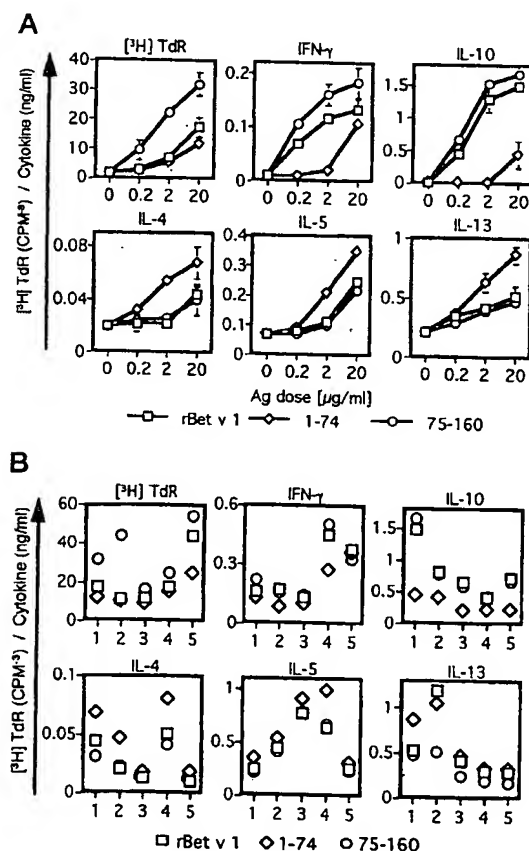 A
[³H] TdR IFN-γ IL-10
40
30
20
10
0
0.2
0.1
0
1.5
1.0
0.5
0
0 0.2 2 20 0 0.2 2 20 0 0.2 2 20
IL-4 IL-5 IL-13
0.08
0.04
0
0.4
0.3
0.2
0.1
0
1
0.5
0
0 0.2 2 20 0 0.2 2 20 0 0.2 2 20
[³H] TdR (CPM⁻³) / Cytokine (ng/ml)
Ag dose [µg/ml]
rBet v 1 1-74 75-160
B
[³H] TdR IFN-γ IL-10
60
40
20
0
0.6
0.3
0
1.5
1.0
0.5
0
1 2 3 4 5 1 2 3 4 5 1 2 3 4 5
IL-4 IL-5 IL-13
0.1
0.05
0
1
0.5
0
1
0.5
0
1 2 3 4 5 1 2 3 4 5 1 2 3 4 5
[³H] TdR (CPM⁻³) / Cytokine (ng/ml)
rBet v 1 1-74 75-160